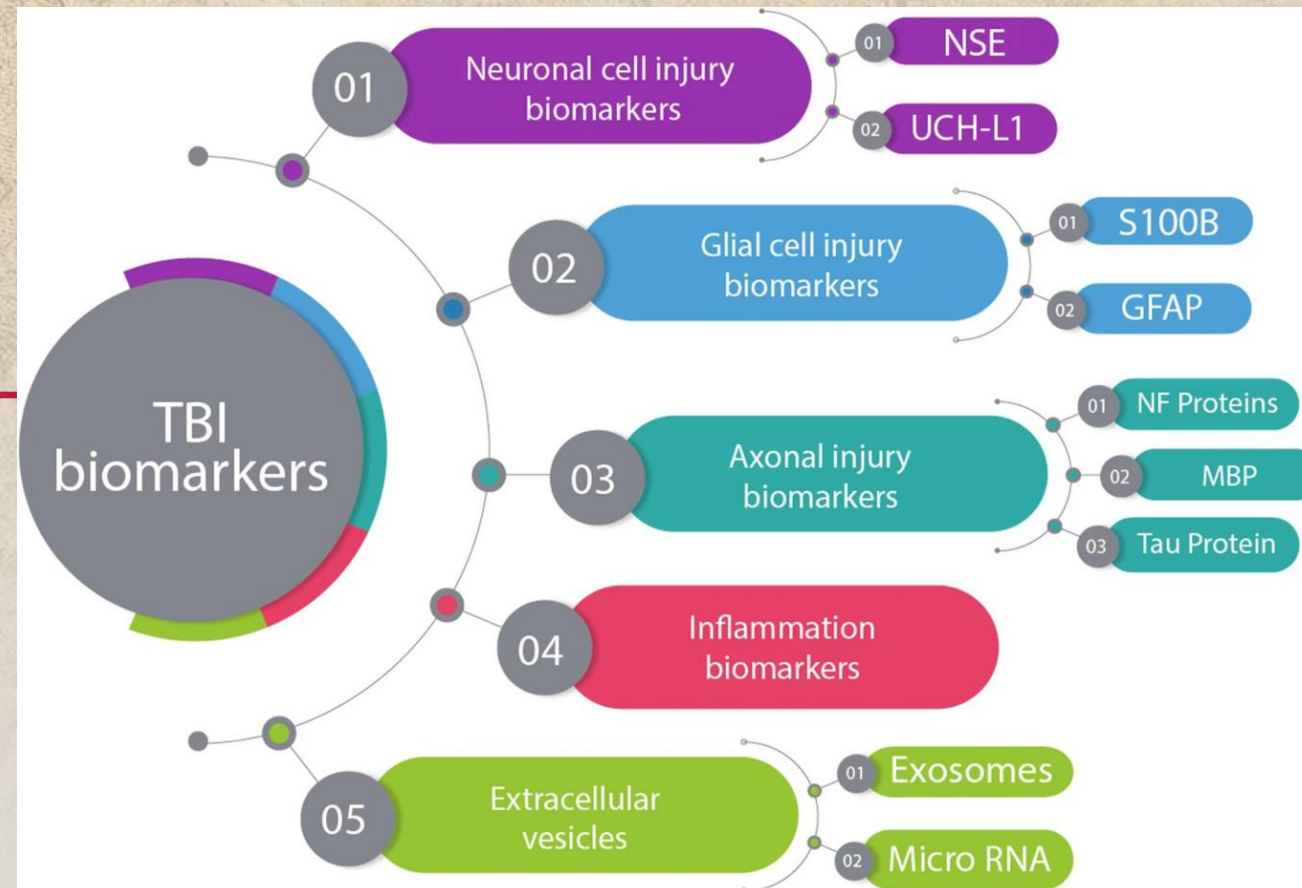 TBI
biomarkers
01
Neuronal cell injury
biomarkers
01
NSE
02
UCH-L1
02
Glial cell injury
biomarkers
01
S100B
02
GFAP
03
Axonal injury
biomarkers
01
NF Proteins
02
MBP
03
Tau Protein
04
Inflammation
biomarkers
05
Extracellular
vesicles
01
Exosomes
02
Micro RNA